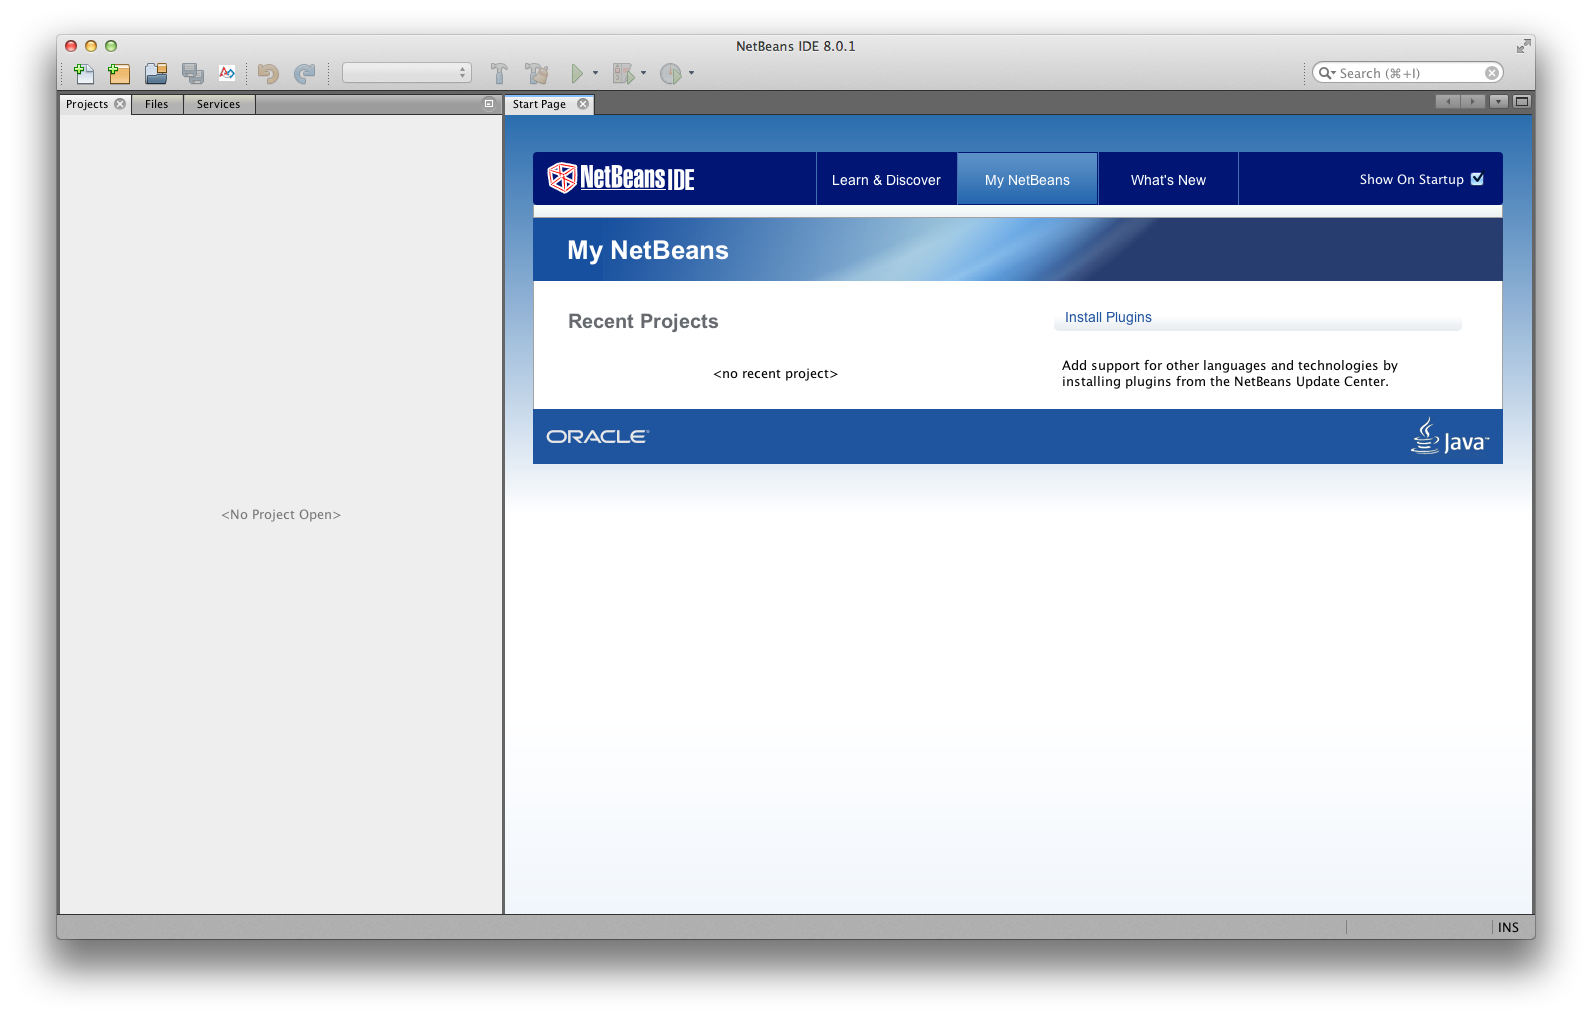 NetBeans IDE 8.0.1
Search (⌘+I)
Projects
Files
Services
Start Page
NetBeans IDE
Learn & Discover
My NetBeans
What's New
Show On Startup
My NetBeans
Recent Projects
Install Plugins
<no recent project>
Add support for other languages and technologies by
installing plugins from the NetBeans Update Center.
ORACLE®
Java™
<No Project Open>
INS